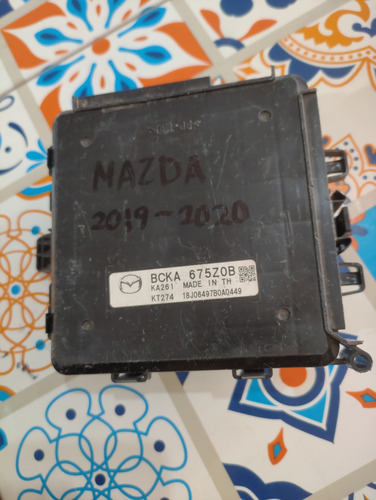 MAZDA
2019-2020
BCKA 675Z0B
KA261 MADE IN TH
KT274 18J06497B0A0449